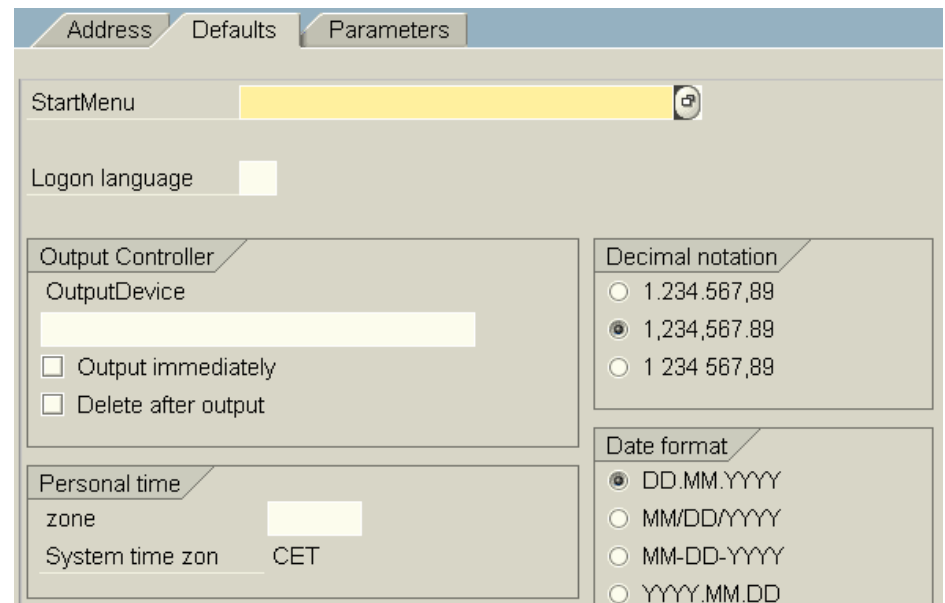 Address Defaults Parameters
StartMenu
Logon language
Output Controller
OutputDevice
Output immediately
Delete after output
Personal time
zone
System time zon CET
Decimal notation
1.234.567,89
1,234,567.89
1 234 567,89
Date format
DD.MM.YYYY
MM/DD/YYYY
MM-DD-YYYY
YYYY.MM.DD